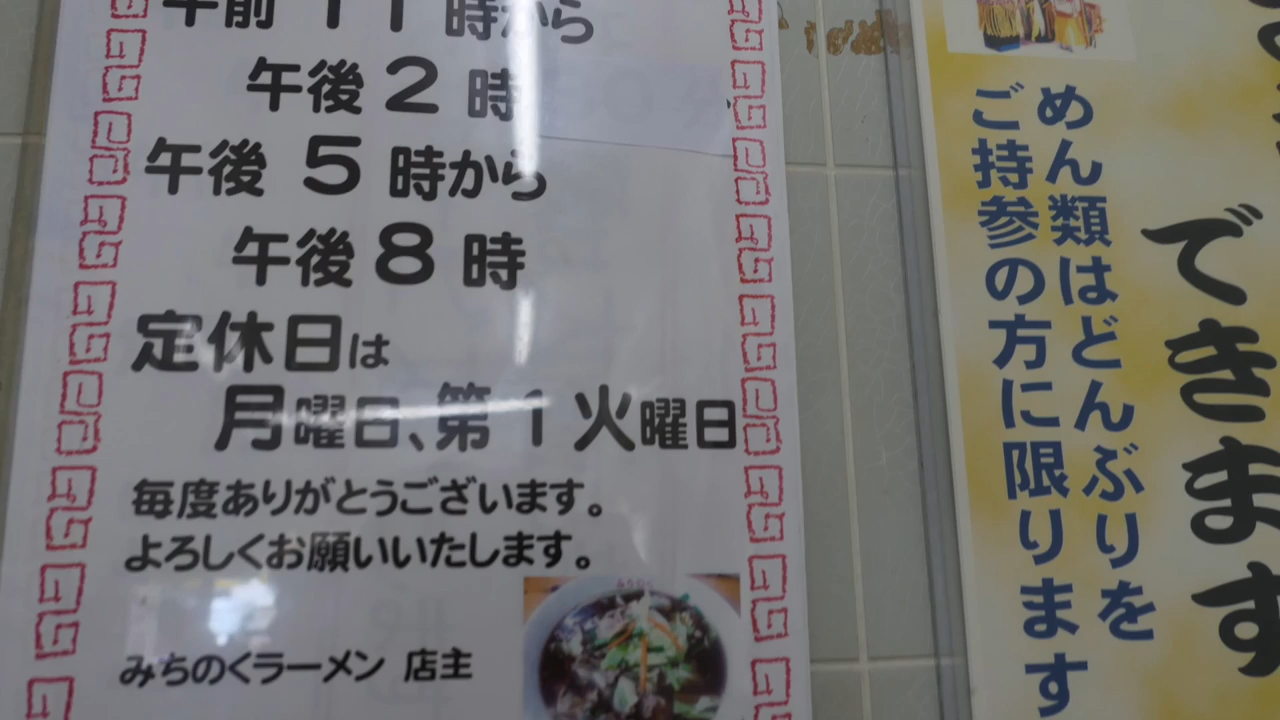 午前 11 時から
午後 2 時
午後 5 時から
午後 8 時
定休日は
月曜日、第1火曜日
毎度ありがとうございます。
よろしくお願いいたします。
みちのくラーメン 店主
できます
めん類はどんぶりを
ご持参の方に限ります